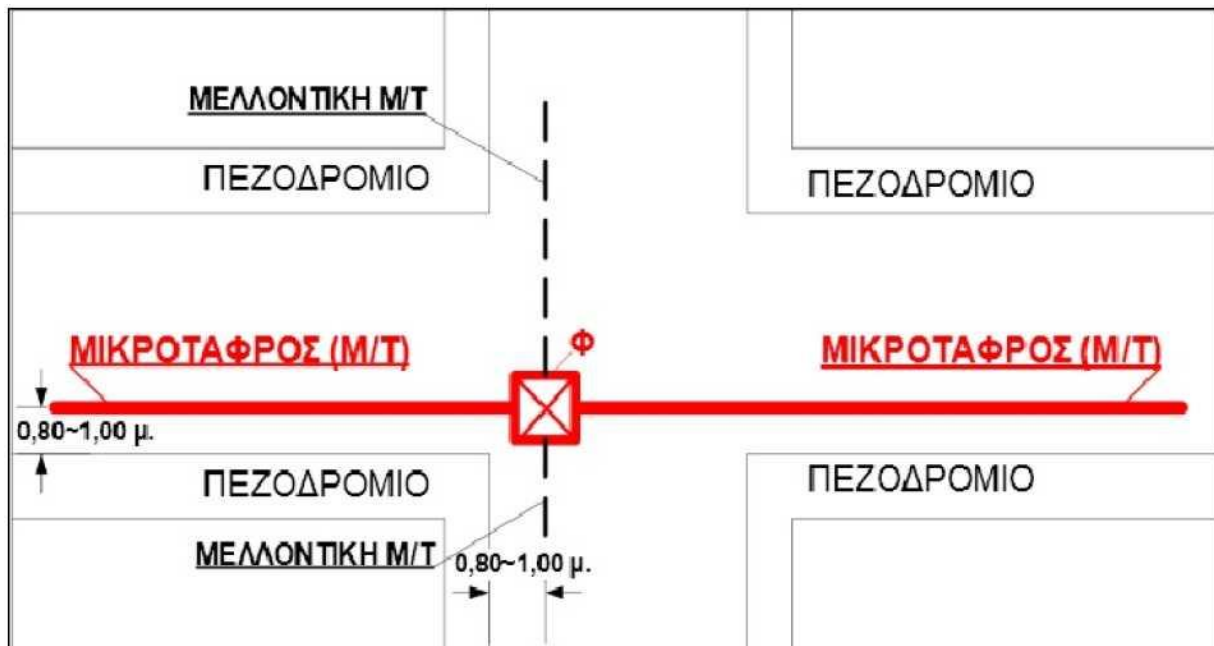 ΜΕΛΛΟΝΤΙΚΗ Μ/Τ
ΠΕΖΟΔΡΟΜΙΟ
ΠΕΖΟΔΡΟΜΙΟ
ΜΙΚΡΟΤΑΦΡΟΣ (Μ/Τ)
Φ
ΜΙΚΡΟΤΑΦΡΟΣ (Μ/Τ)
0,80~1,00 μ.
ΠΕΖΟΔΡΟΜΙΟ
ΠΕΖΟΔΡΟΜΙΟ
ΜΕΛΛΟΝΤΙΚΗ Μ/Τ
0,80~1,00 μ.